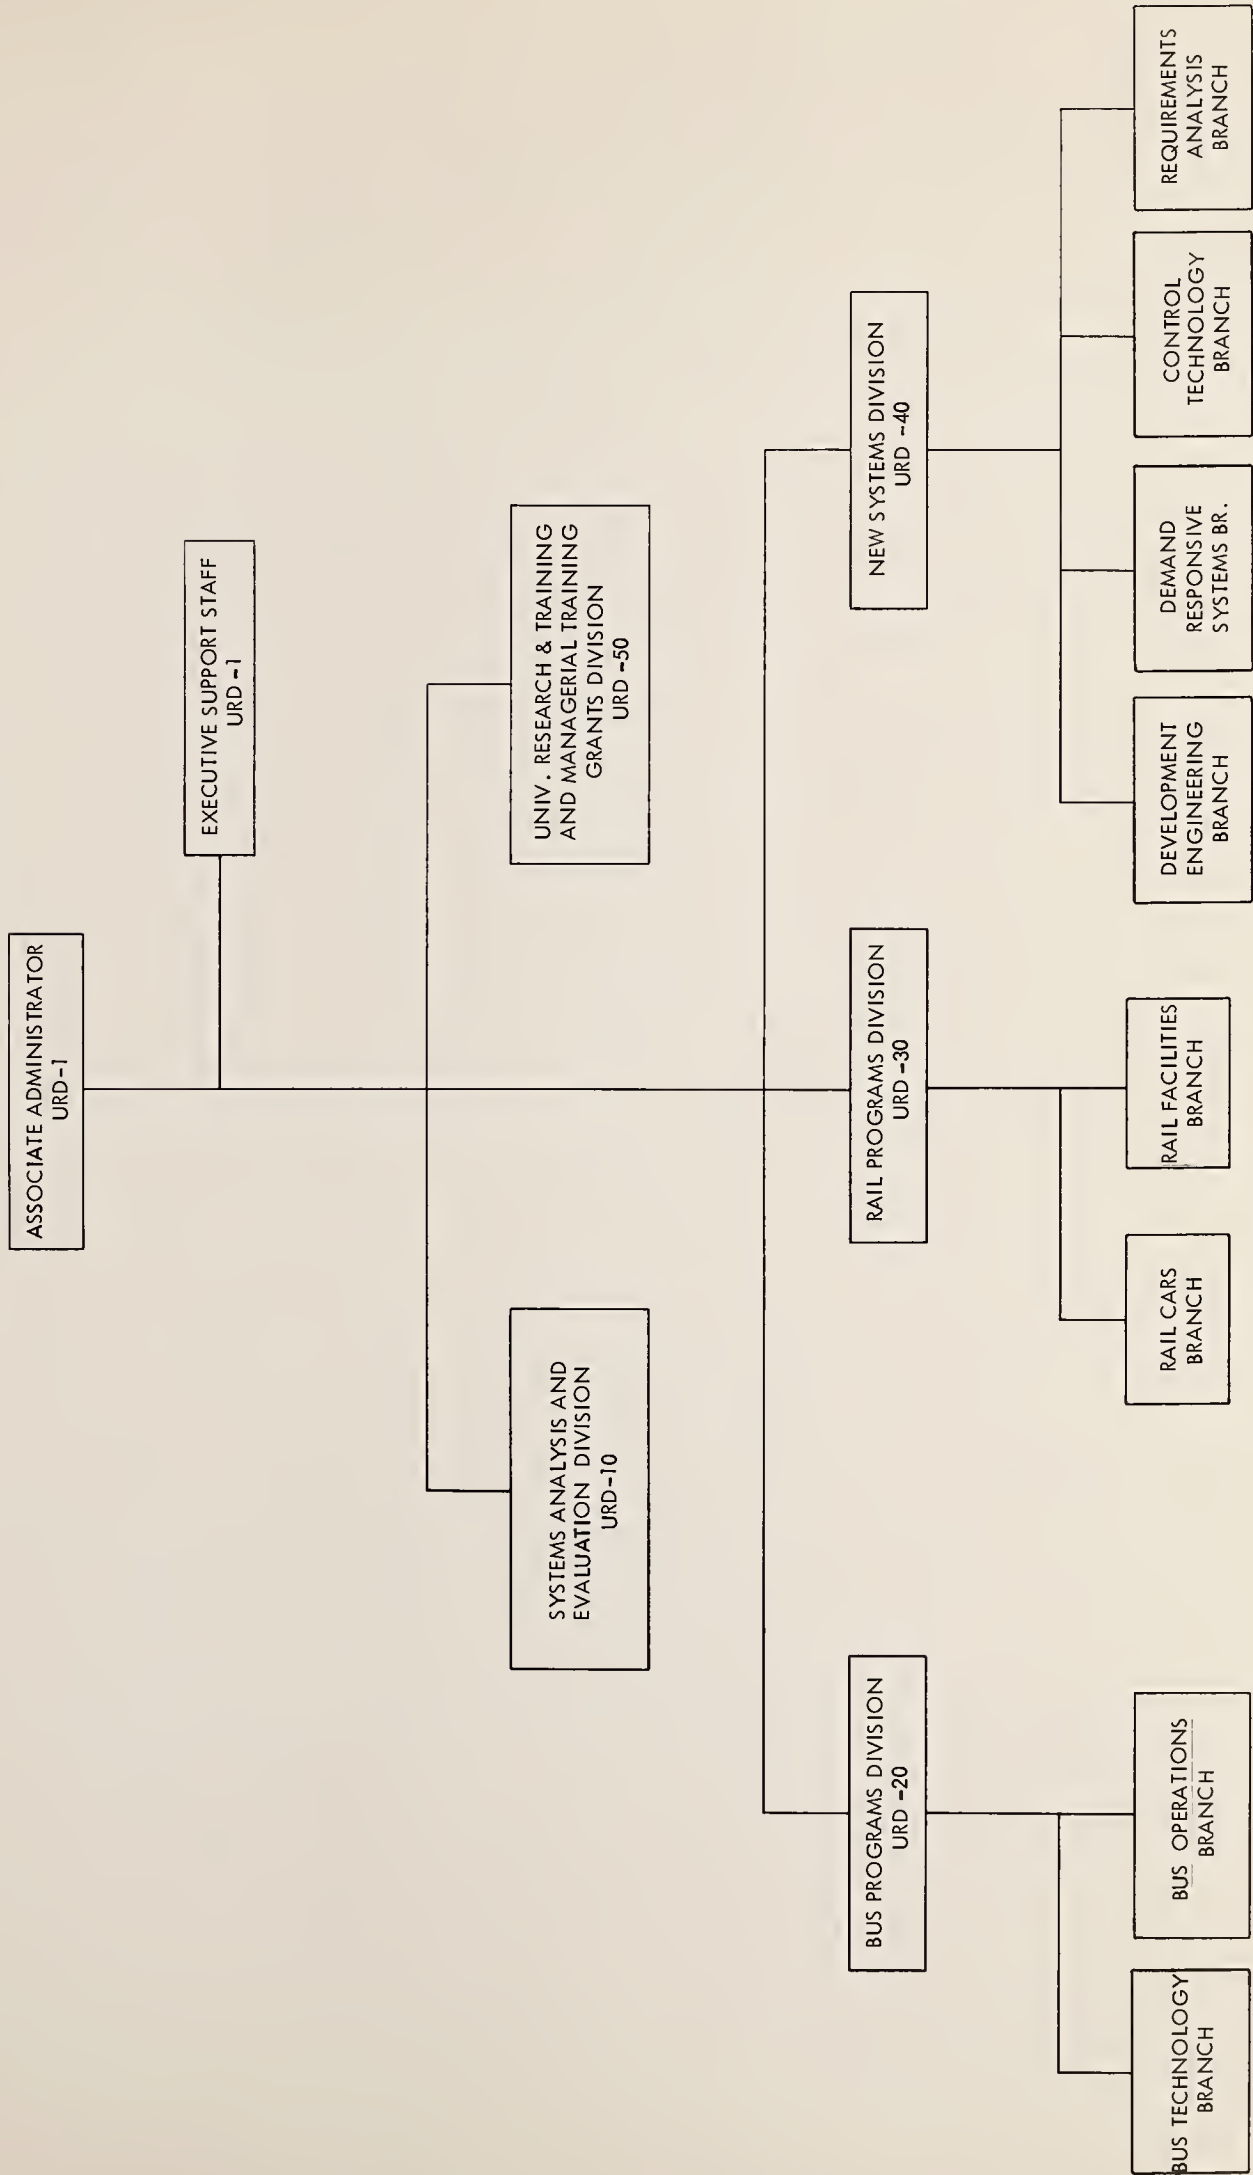 ASSOCIATE ADMINISTRATOR
URD-1
EXECUTIVE SUPPORT STAFF
URD -1
SYSTEMS ANALYSIS AND
EVALUATION DIVISION
URD-10
UNIV. RESEARCH & TRAINING
AND MANAGERIAL TRAINING
GRANTS DIVISION
URD -50
BUS PROGRAMS DIVISION
URD -20
RAIL PROGRAMS DIVISION
URD -30
NEW SYSTEMS DIVISION
URD -40
BUS TECHNOLOGY
BRANCH
BUS OPERATIONS
BRANCH
RAIL CARS
BRANCH
RAIL FACILITIES
BRANCH
DEVELOPMENT
ENGINEERING
BRANCH
DEMAND
RESPONSIVE
SYSTEMS BR.
CONTROL
TECHNOLOGY
BRANCH
REQUIREMENTS
ANALYSIS
BRANCH